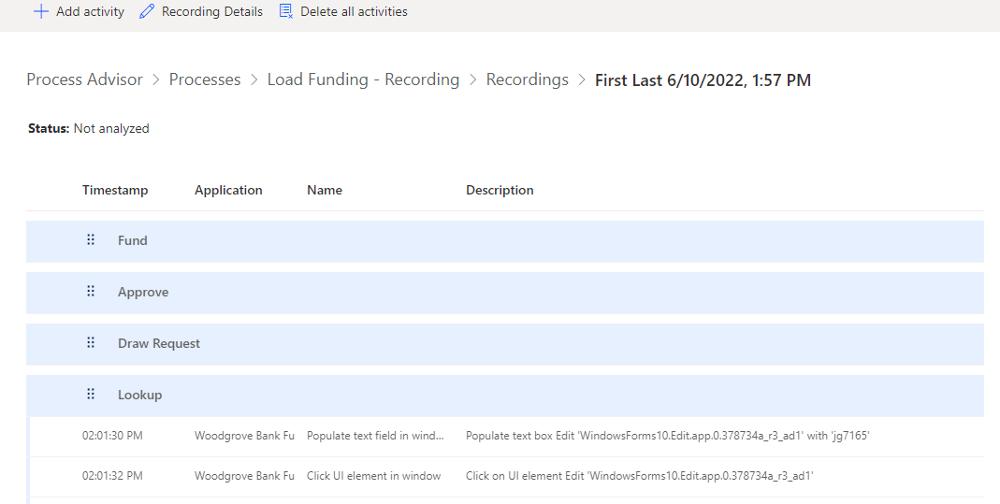 Add activity Recording Details Delete all activities
Process Advisor > Processes > Load Funding - Recording > Recordings > First Last 6/10/2022, 1:57 PM
Status: Not analyzed
Timestamp Application Name Description
Fund
Approve
Draw Request
Lookup
02:01:30 PM Woodgrove Bank Fu Populate text field in wind... Populate text box Edit 'WindowsForms10.Edit.app.0.378734a_r3_ad1' with 'jg7165'
02:01:32 PM Woodgrove Bank Fu Click UI element in window Click on UI element Edit 'WindowsForms10.Edit.app.0.378734a_r3_ad1'